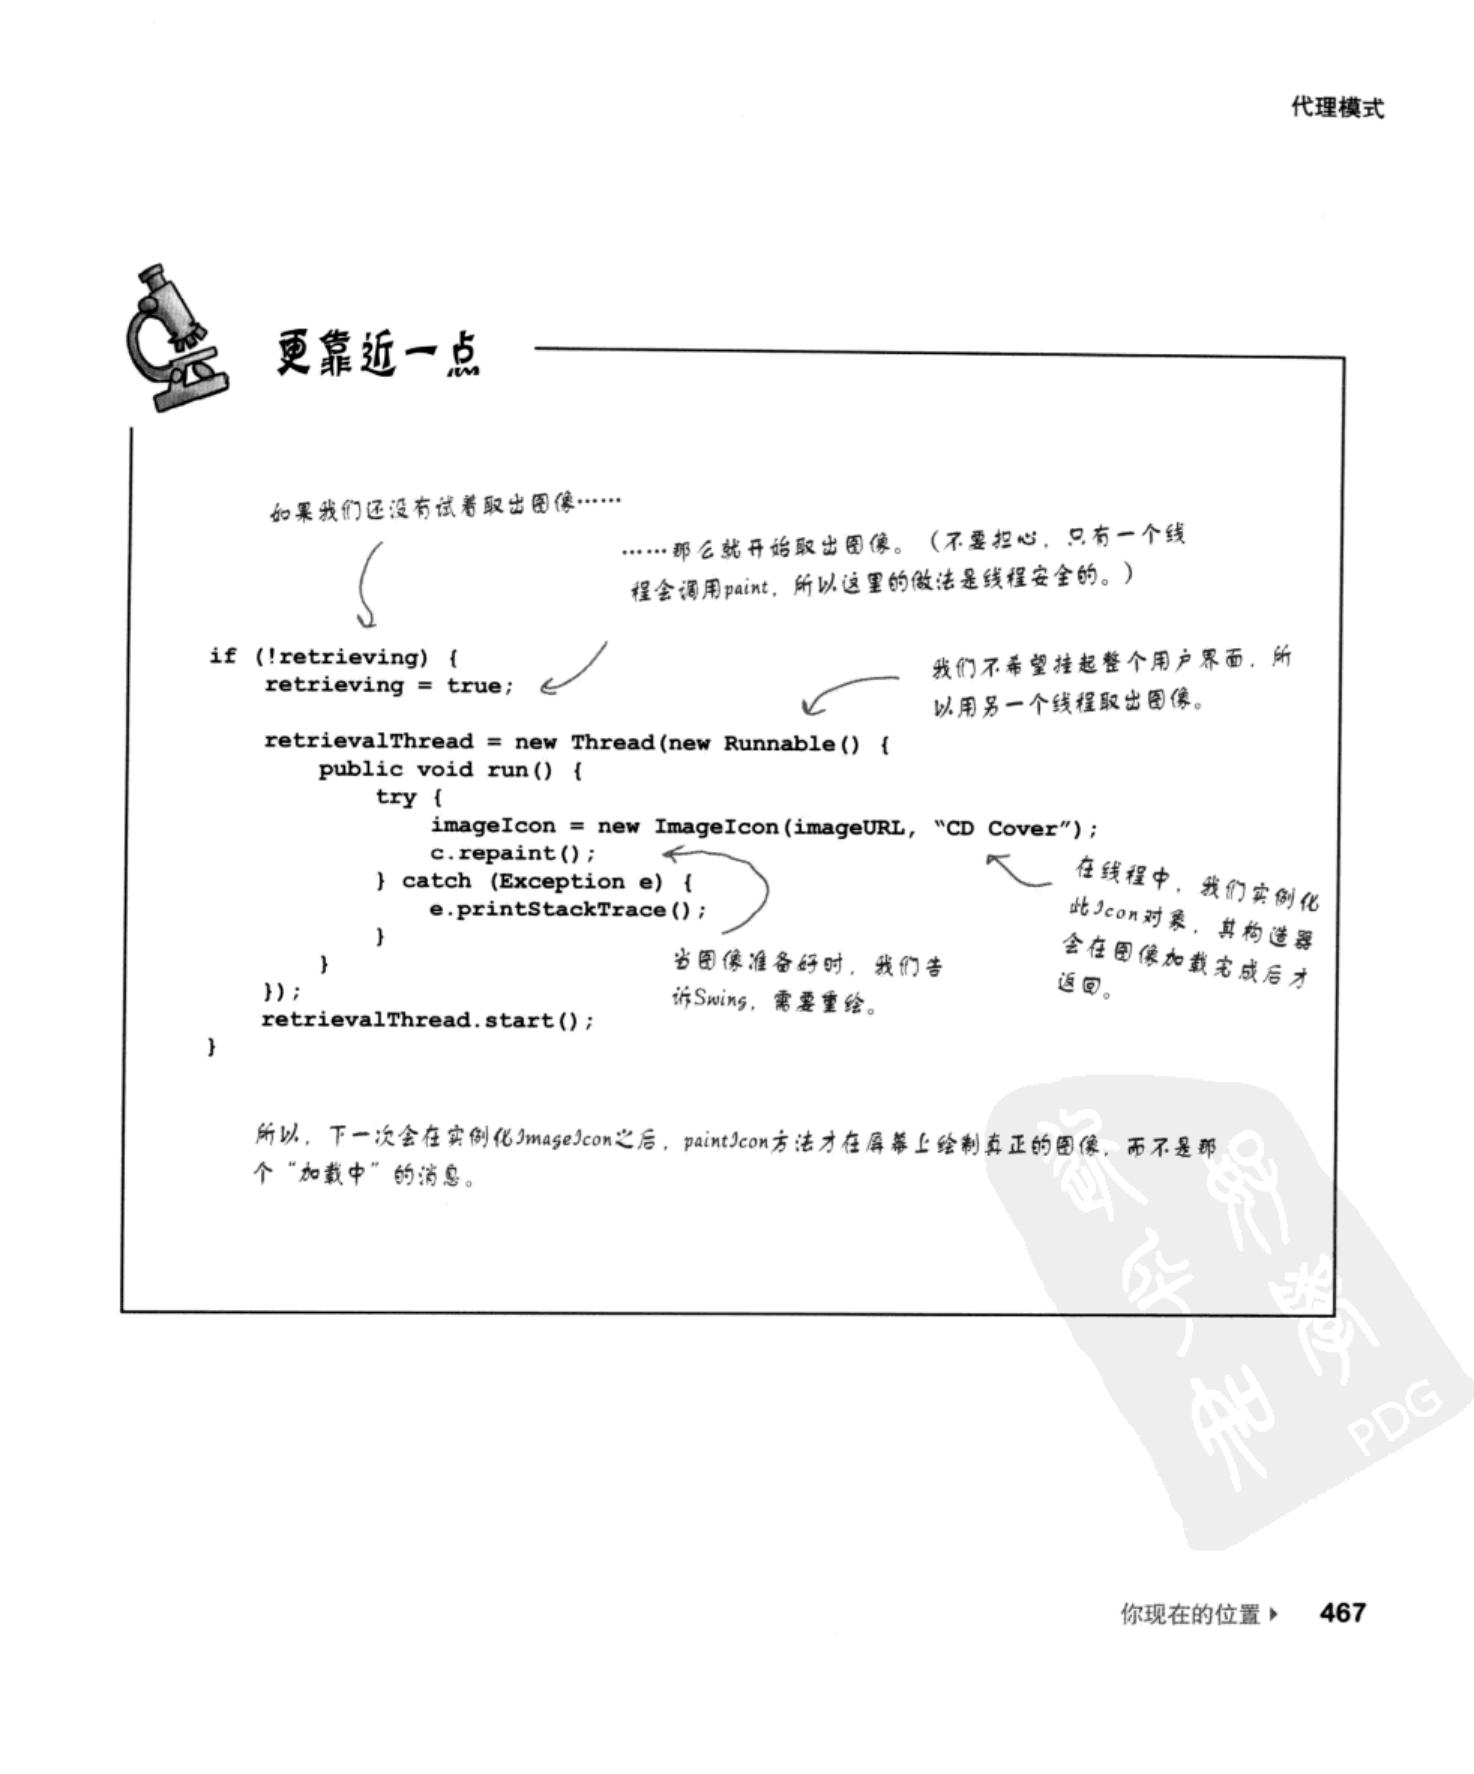 代理模式
更靠近一点
如果我们还没有试着取出图像……
……那么就开始取出图像。（不要担心，只有一个线
程会调用paint，所以这里的做法是线程安全的。）
if (!retrieving) {
retrieving = true;
我们不希望挂起整个用户界面，所
以用另一个线程取出图像。
retrievalThread = new Thread(new Runnable() {
public void run() {
try {
imageIcon = new ImageIcon(imageURL, “CD Cover”);
c.repaint();
} catch (Exception e) {
e.printStackTrace();
}
}
});
retrievalThread.start();
}
在线程中，我们实例化
此Icon对象，其构造器
会在图像加载完成后才
返回。
当图像准备好时，我们告
诉Swing，需要重绘。
所以，下一次会在实例化ImageIcon之后，paintIcon方法才在屏幕上绘制真正的图像，而不是那
个“加载中”的消息。
PDG
你现在的位置▸ 467